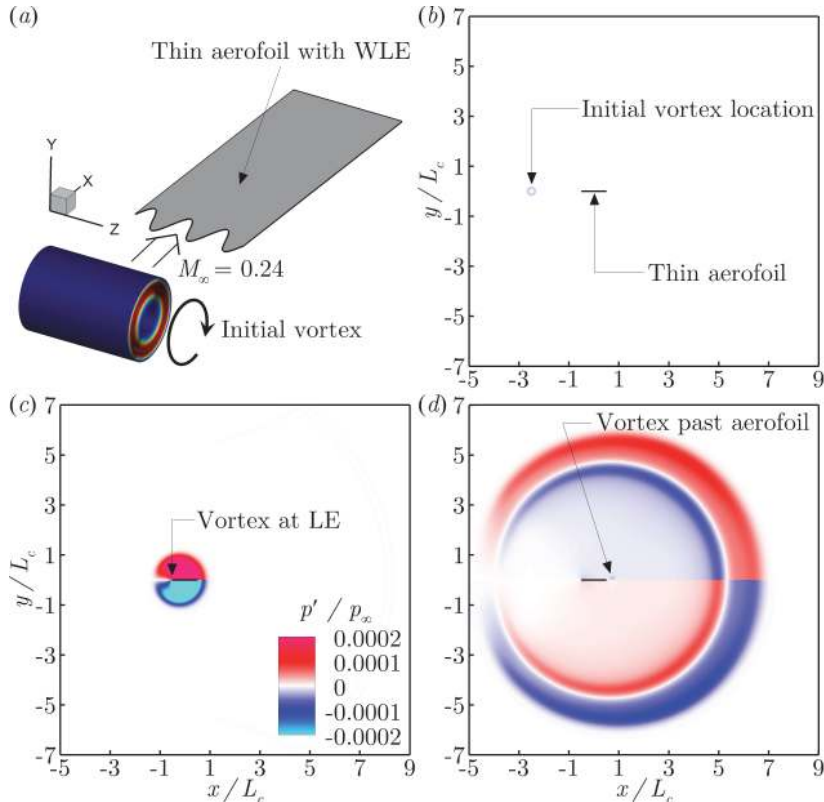 (a)
Thin aerofoil with WLE
Y
X
Z
M∞ = 0.24
Initial vortex
(b)
7
5
3
1
-1
-3
-5
-7
y / L_c
Initial vortex location
Thin aerofoil
-5 -3 -1 1 3 5 7 9
(c)
7
5
3
1
-1
-3
-5
-7
y / L_c
Vortex at LE
p′ / p∞
0.0002
0.0001
0
-0.0001
-0.0002
-5 -3 -1 1 3 5 7 9
x / L_c
(d)
7
5
3
1
-1
-3
-5
-7
Vortex past aerofoil
-5 -3 -1 1 3 5 7 9
x / L_c